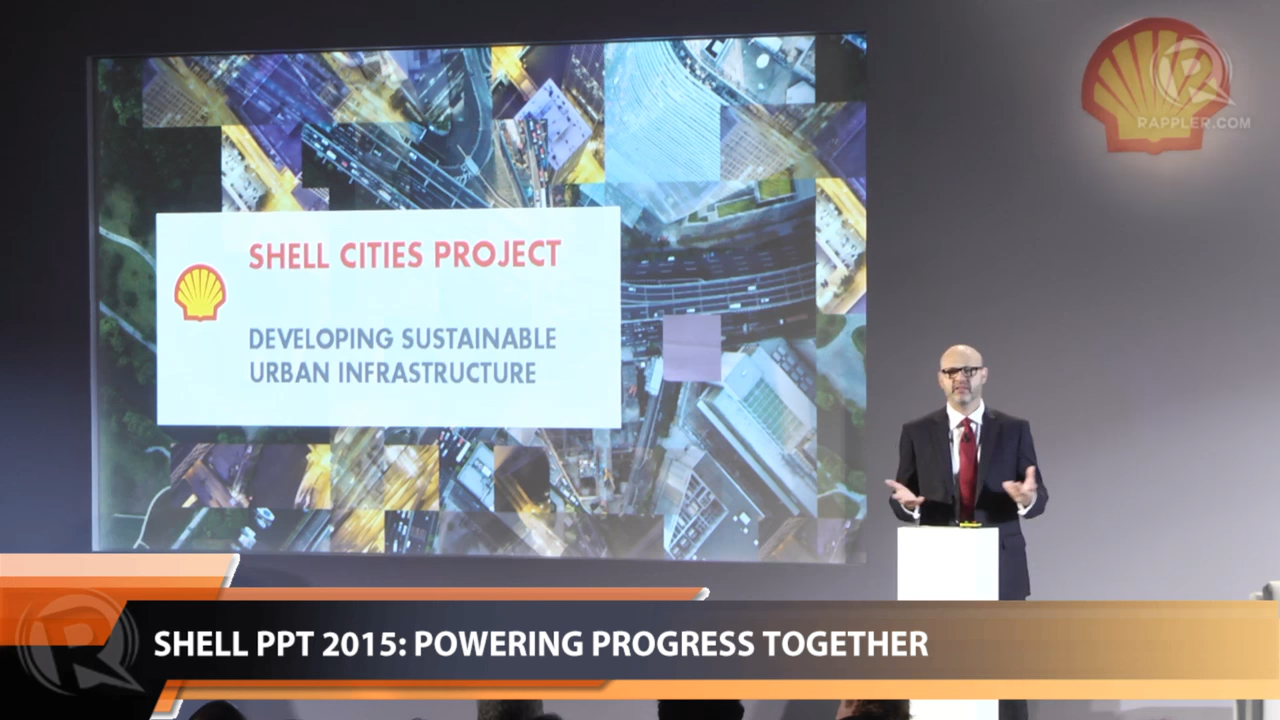 RAPPLER.COM
SHELL CITIES PROJECT
DEVELOPING SUSTAINABLE
URBAN INFRASTRUCTURE
SHELL PPT 2015: POWERING PROGRESS TOGETHER